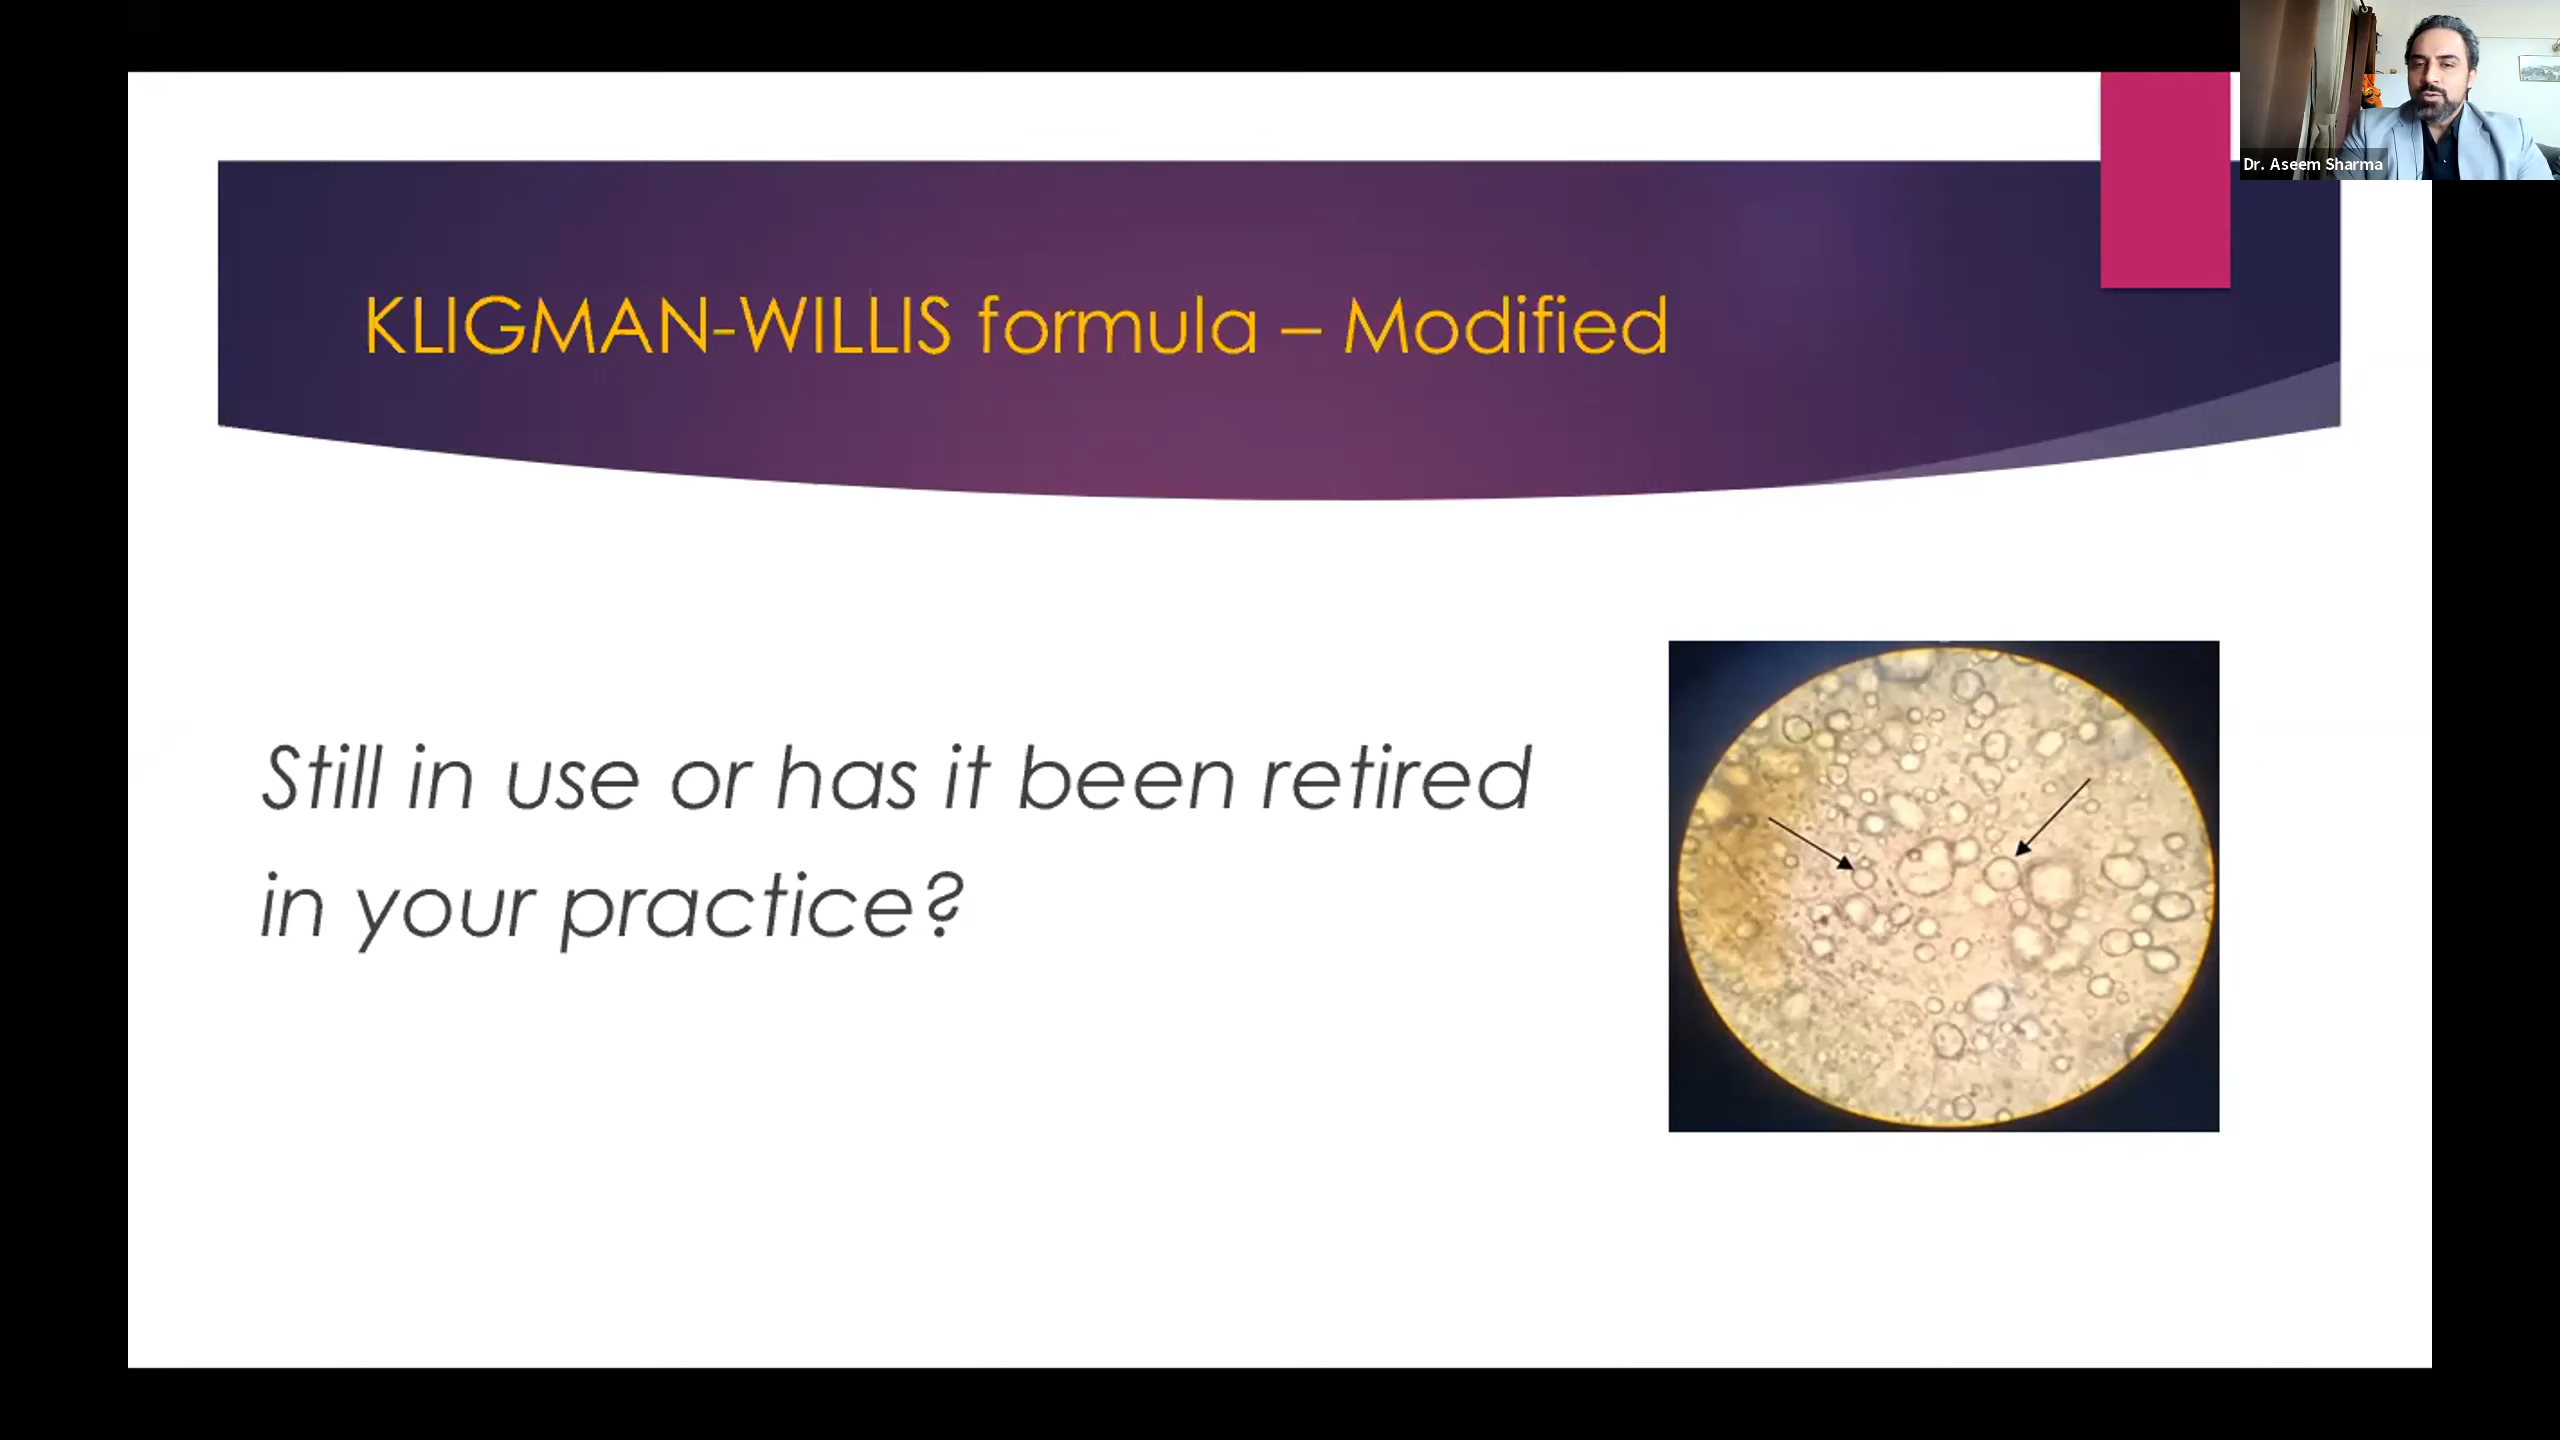 Dr. Aseem Sharma
KLIGMAN-WILLIS formula – Modified
Still in use or has it been retired
in your practice?